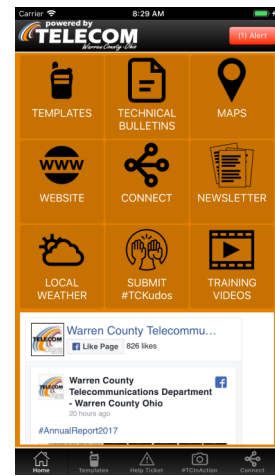 Carrier 8:29 AM
powered by
TELECOM
Warren County Ohio
(1) Alert
TEMPLATES
TECHNICAL
BULLETINS
MAPS
WWW
WEBSITE
CONNECT
NEWSLETTER
LOCAL
WEATHER
SUBMIT
#TCKudos
TRAINING
VIDEOS
TELECOM
Warren County Telecommu...
Like Page 826 likes
TELECOM
Warren County
Telecommunications Department
- Warren County Ohio
20 hours ago
#AnnualReport2017
Home Templates Help Ticket #TCInAction Connect